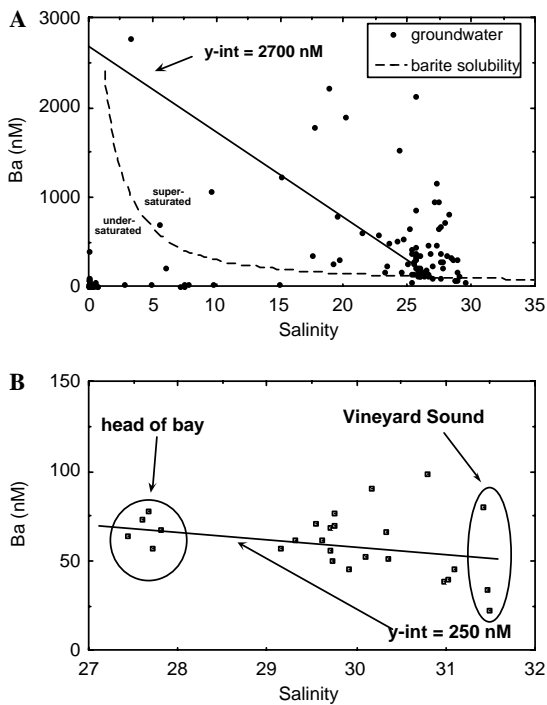 A
3000
2000
1000
0
Ba (nM)
y-int = 2700 nM
groundwater
barite solubility
super-
saturated
under-
saturated
0 5 10 15 20 25 30 35
Salinity
B
150
100
50
0
Ba (nM)
head of bay
Vineyard Sound
y-int = 250 nM
27 28 29 30 31 32
Salinity